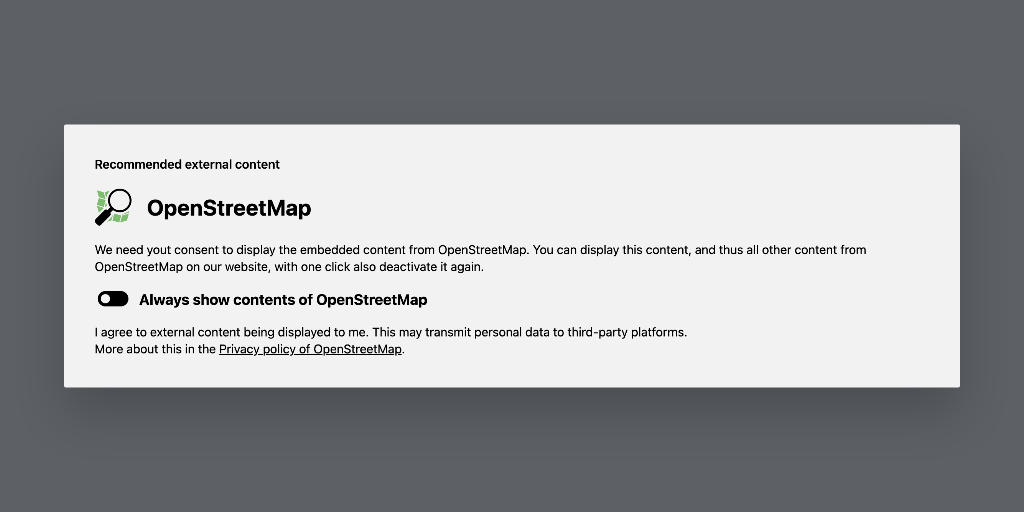 Recommended external content
OpenStreetMap
We need yout consent to display the embedded content from OpenStreetMap. You can display this content, and thus all other content from
OpenStreetMap on our website, with one click also deactivate it again.
Always show contents of OpenStreetMap
I agree to external content being displayed to me. This may transmit personal data to third-party platforms.
More about this in the Privacy policy of OpenStreetMap.